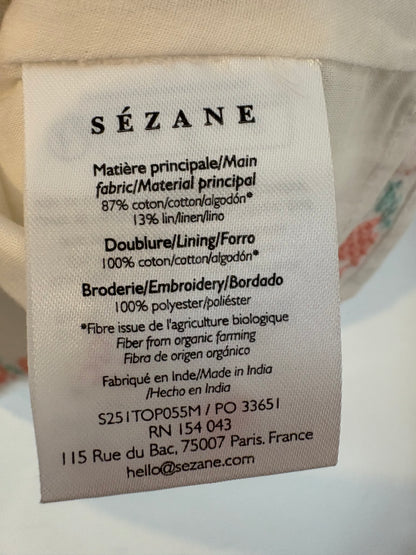 SÉZANE
Matière principale/Main
fabric/Material principal
87% coton/cotton/algodón*
13% lin/linen/lino
Doublure/Lining/Forro
100% coton/cotton/algodón*
Broderie/Embroidery/Bordado
100% polyester/poliéster
*Fibre issue de l'agriculture biologique
Fiber from organic farming
Fibra de origen orgánico
Fabriqué en Inde/Made in India
/Hecho en India
S251TOP055M / PO 33651
RN 154 043
115 Rue du Bac, 75007 Paris. France
hello@sezane.com